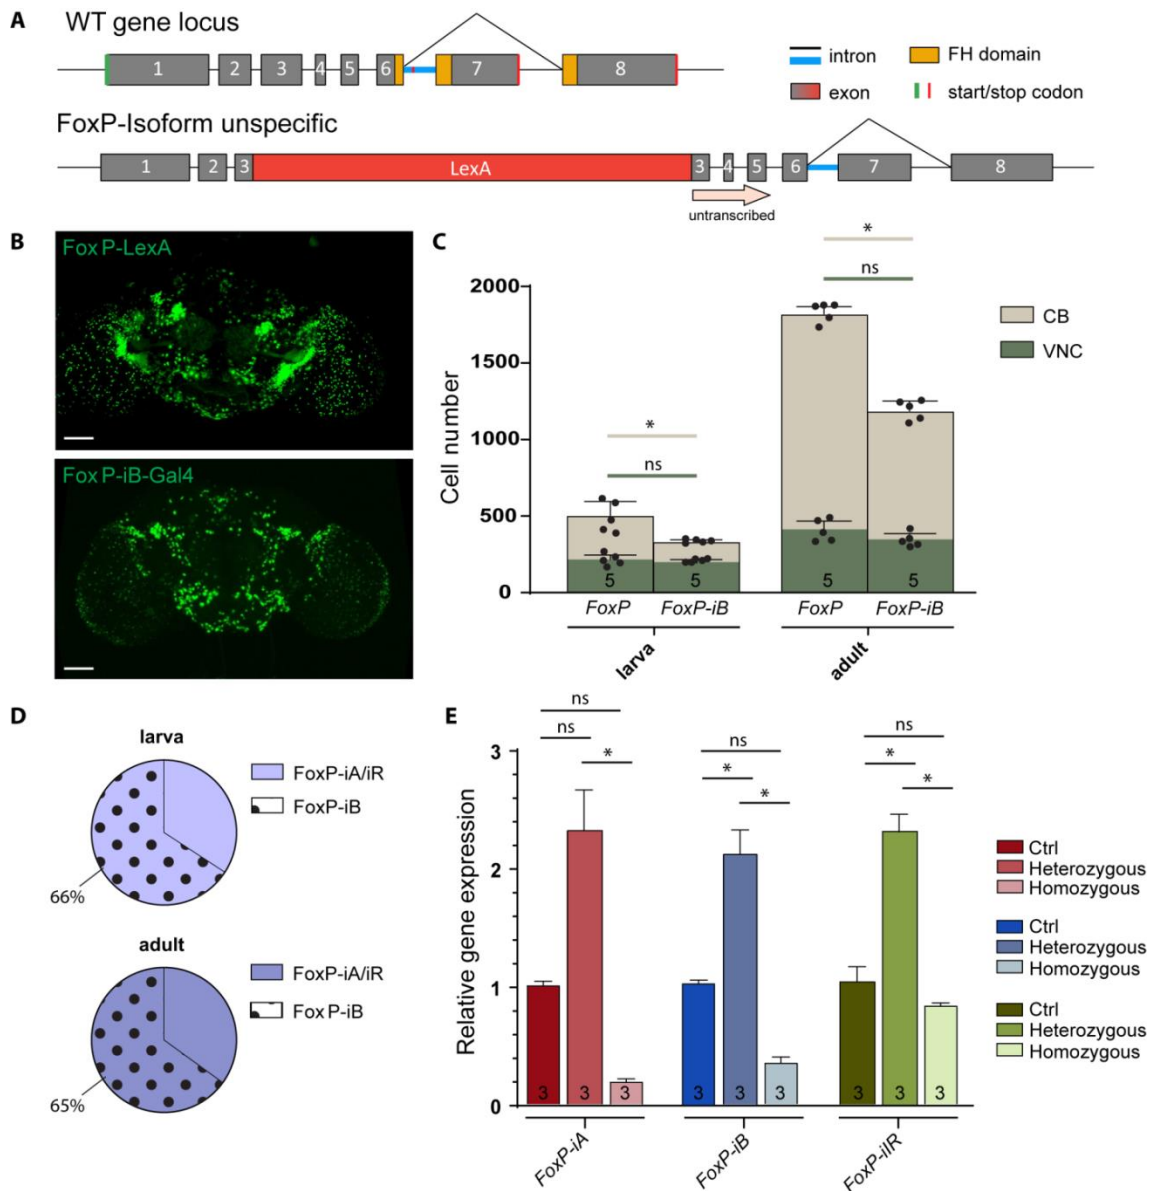 A
WT gene locus
1 2 3 4 5 6 7 8
intron
FH domain
exon
start/stop codon
FoxP-Isoform unspecific
1 2 3 LexA 3 4 5 6 7 8
untranscribed
B
FoxP-LexA
FoxP-iB-Gal4
C
*
ns
2000
1500
1000
500
0
Cell number
CB
VNC
*
ns
5 5 5 5
FoxP FoxP-iB FoxP FoxP-iB
larva adult
D
larva
FoxP-iA/iR
FoxP-iB
66%
adult
FoxP-iA/iR
FoxP-iB
65%
E
ns ns ns
ns * * * * *
3
2
1
0
Relative gene expression
Ctrl
Heterozygous
Homozygous
Ctrl
Heterozygous
Homozygous
Ctrl
Heterozygous
Homozygous
3 3 3 3 3 3 3 3 3
FoxP-iA FoxP-iB FoxP-iIR